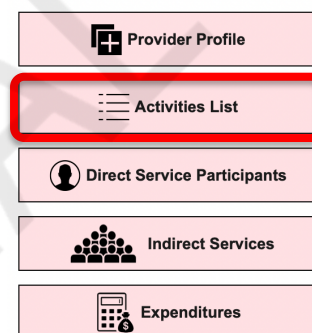 Provider Profile
Activities List
Direct Service Participants
Indirect Services
Expenditures